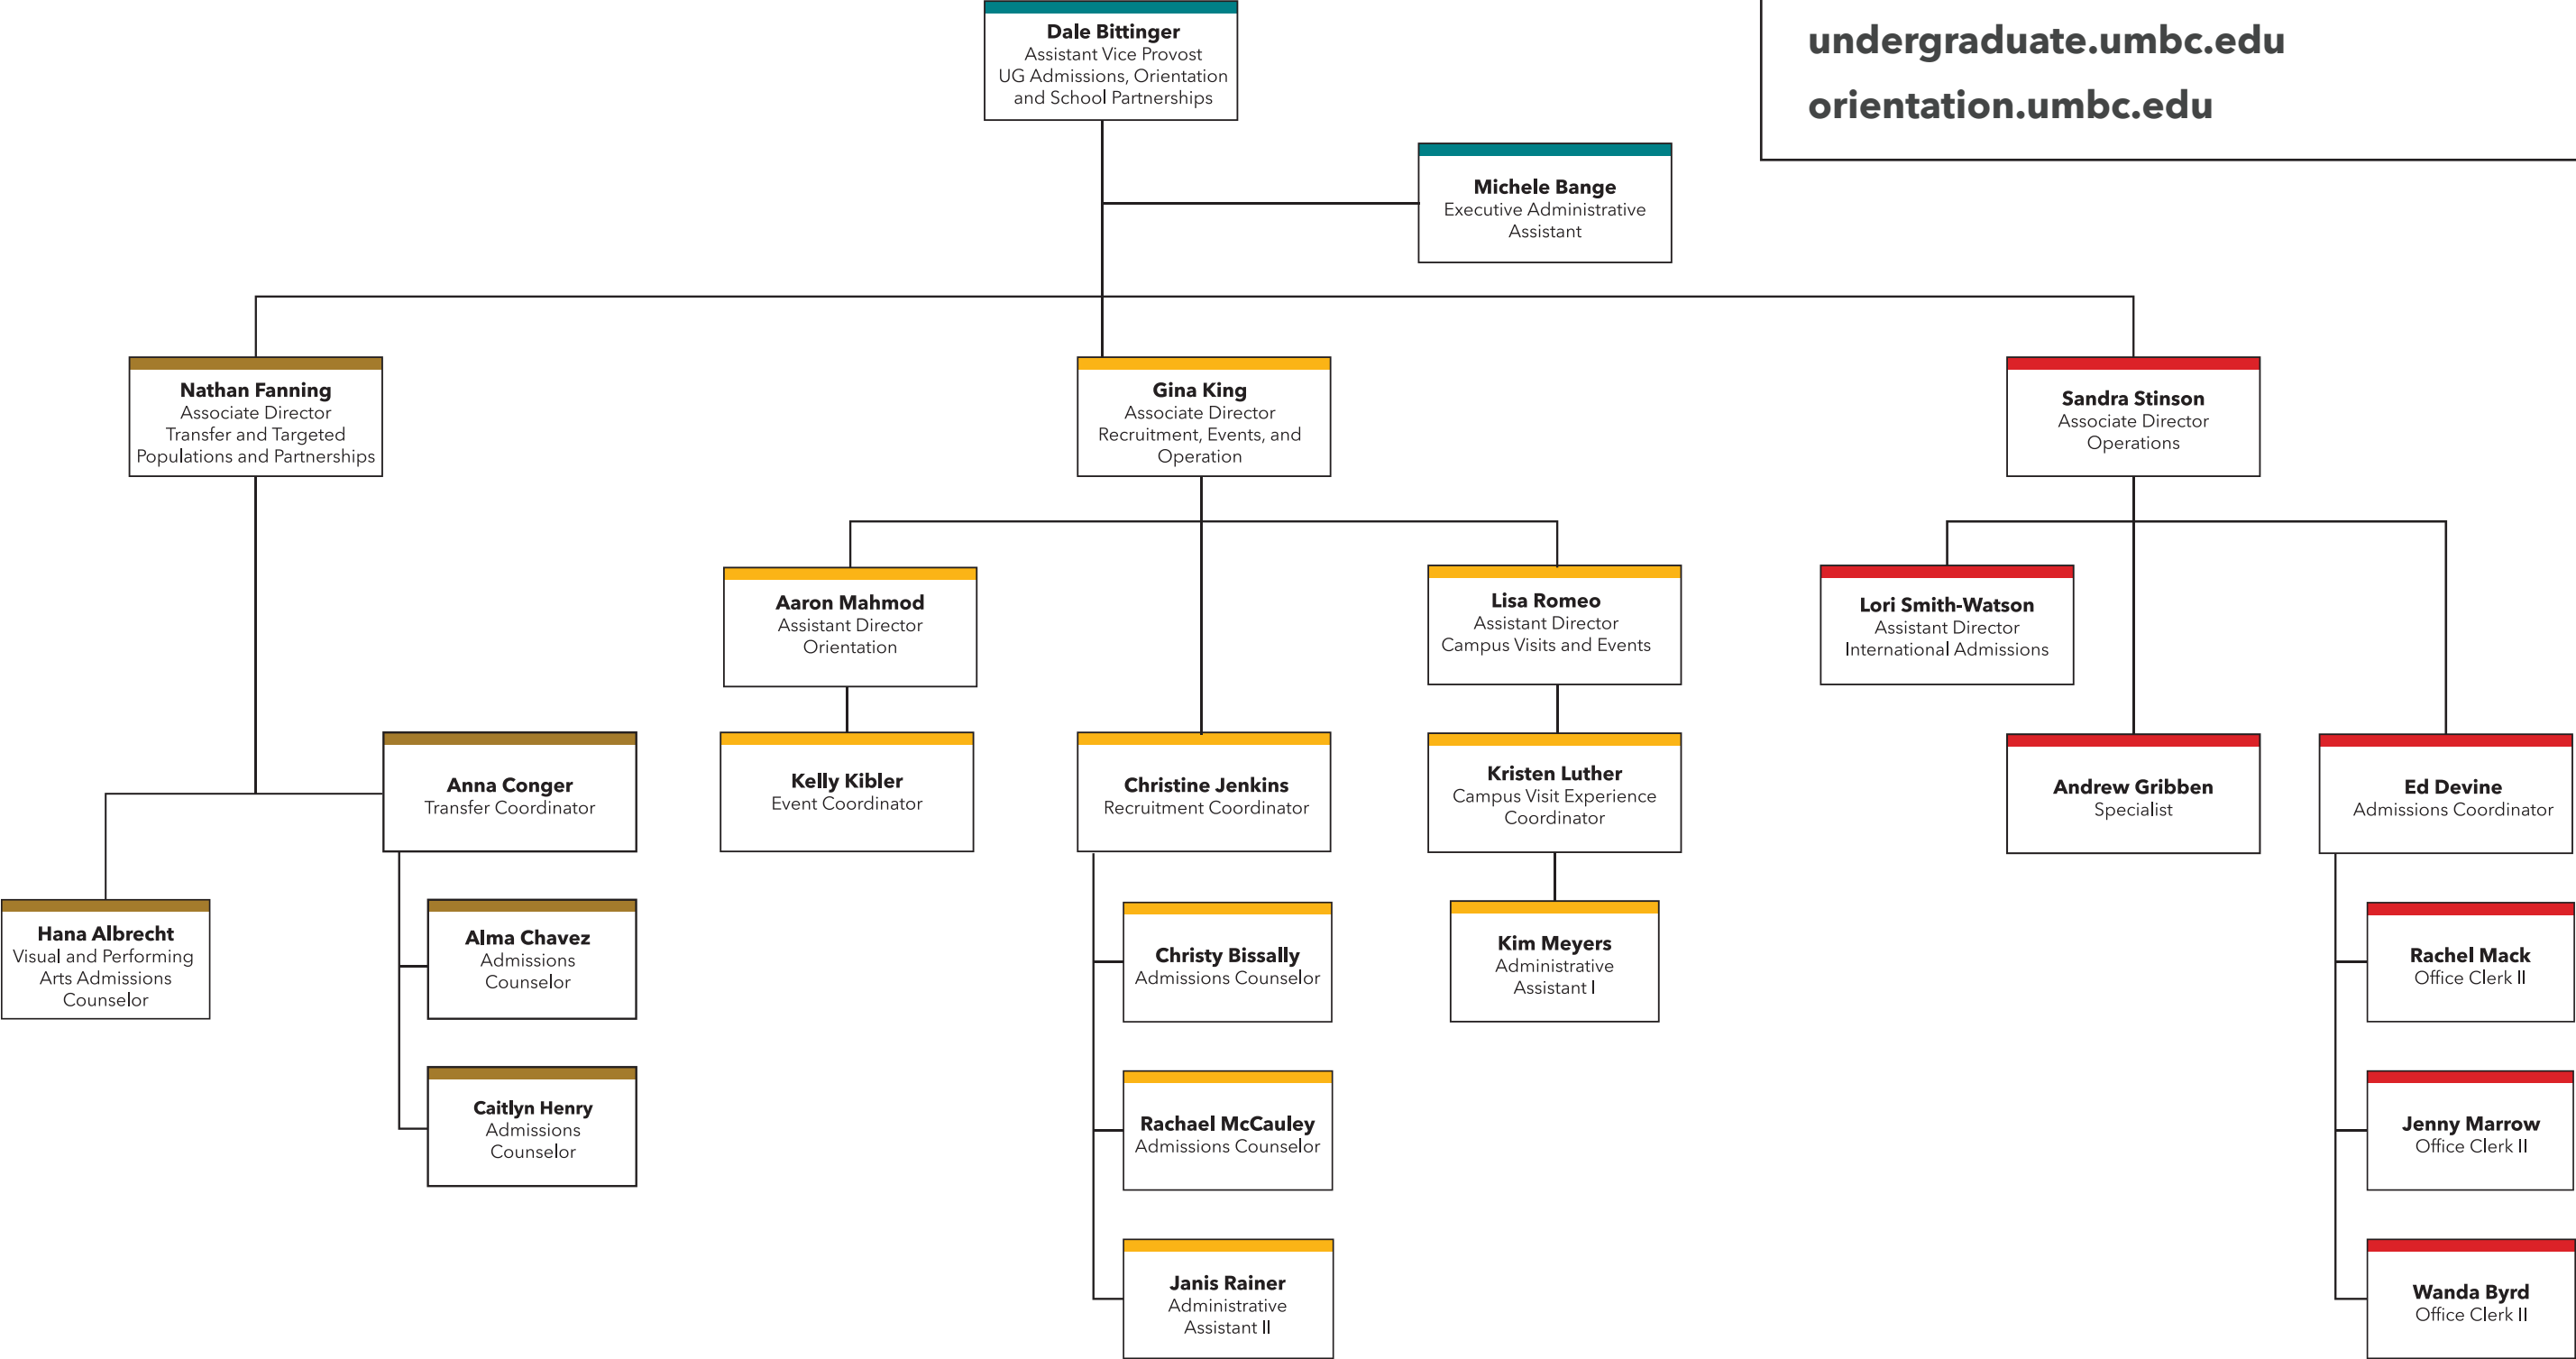 undergraduate.umbc.edu
orientation.umbc.edu
Dale Bittinger
Assistant Vice Provost
UG Admissions, Orientation
and School Partnerships
Michele Bange
Executive Administrative
Assistant
Nathan Fanning
Associate Director
Transfer and Targeted
Populations and Partnerships
Gina King
Associate Director
Recruitment, Events, and
Operation
Sandra Stinson
Associate Director
Operations
Aaron Mahmod
Assistant Director
Orientation
Lisa Romeo
Assistant Director
Campus Visits and Events
Lori Smith-Watson
Assistant Director
International Admissions
Anna Conger
Transfer Coordinator
Kelly Kibler
Event Coordinator
Christine Jenkins
Recruitment Coordinator
Kristen Luther
Campus Visit Experience
Coordinator
Andrew Gribben
Specialist
Ed Devine
Admissions Coordinator
Hana Albrecht
Visual and Performing
Arts Admissions
Counselor
Alma Chavez
Admissions
Counselor
Christy Bissally
Admissions Counselor
Kim Meyers
Administrative
Assistant I
Rachel Mack
Office Clerk II
Caitlyn Henry
Admissions
Counselor
Rachael McCauley
Admissions Counselor
Jenny Marrow
Office Clerk II
Janis Rainer
Administrative
Assistant II
Wanda Byrd
Office Clerk II